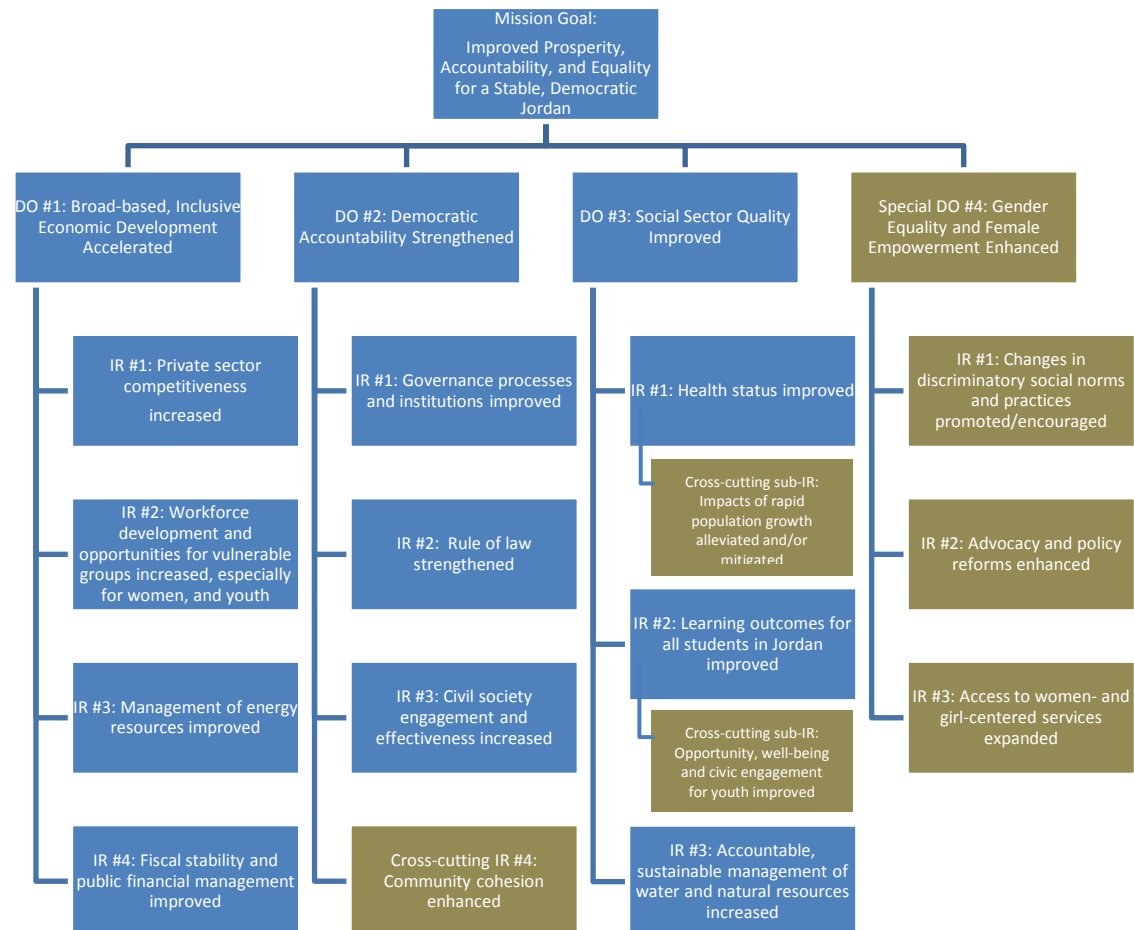 Mission Goal:
Improved Prosperity,
Accountability, and Equality
for a Stable, Democratic
Jordan
DO #1: Broad-based, Inclusive
Economic Development
Accelerated
DO #2: Democratic
Accountability Strengthened
DO #3: Social Sector Quality
Improved
Special DO #4: Gender
Equality and Female
Empowerment Enhanced
IR #1: Private sector
competitiveness
increased
IR #2: Workforce
development and
opportunities for vulnerable
groups increased, especially
for women, and youth
IR #3: Management of energy
resources improved
IR #4: Fiscal stability and
public financial management
improved
IR #1: Governance processes
and institutions improved
IR #2: Rule of law
strengthened
IR #3: Civil society
engagement and
effectiveness increased
Cross-cutting IR #4:
Community cohesion
enhanced
IR #1: Health status improved
Cross-cutting sub-IR:
Impacts of rapid
population growth
alleviated and/or
mitigated
IR #2: Learning outcomes for
all students in Jordan
improved
Cross-cutting sub-IR:
Opportunity, well-being
and civic engagement
for youth improved
IR #3: Accountable,
sustainable management of
water and natural resources
increased
IR #1: Changes in
discriminatory social norms
and practices
promoted/encouraged
IR #2: Advocacy and policy
reforms enhanced
IR #3: Access to women- and
girl-centered services
expanded